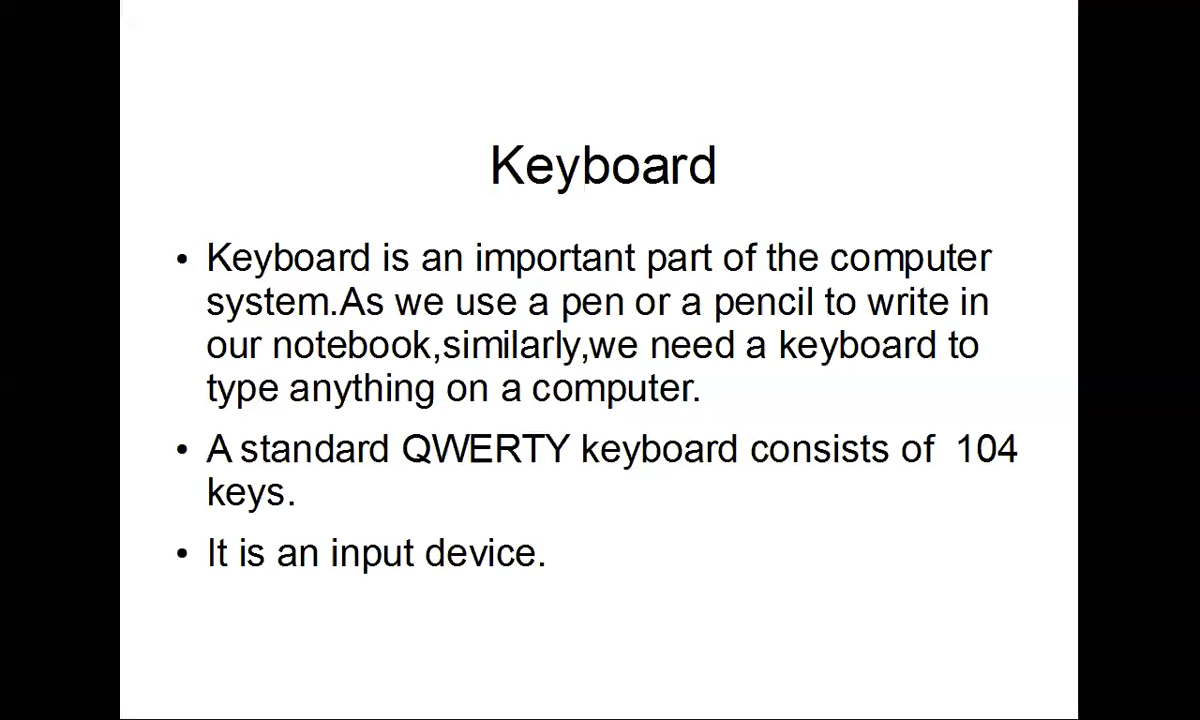 Keyboard
• Keyboard is an important part of the computer
system.As we use a pen or a pencil to write in
our notebook,similarly,we need a keyboard to
type anything on a computer.
• A standard QWERTY keyboard consists of  104
keys.
• It is an input device.